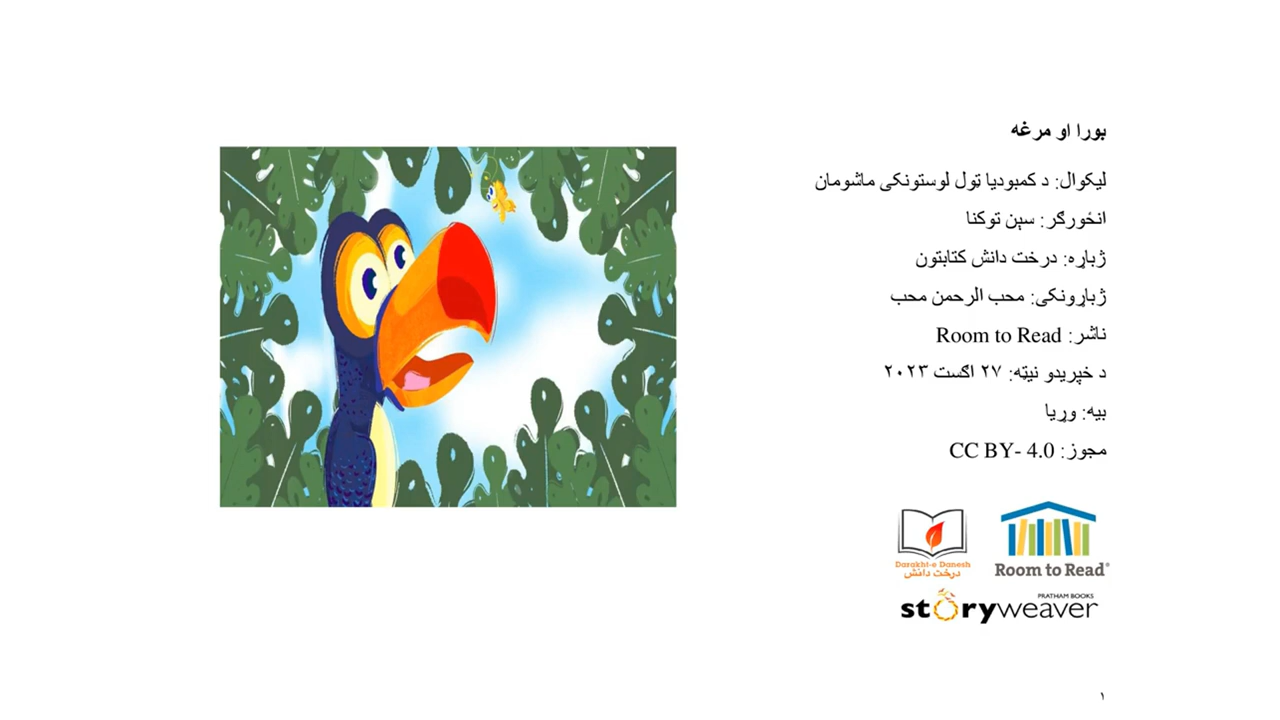 بورا او مرغه
لیکوال: د کمبودیا ټول لوستونکی ماشومان
انځورګر: سېن توکنا
ژباړه: درخت دانش کتابتون
ژباړونکی: محب الرحمن محب
ناشر: Room to Read
د خپریدو نیټه: ۲۷ اګست ۲۰۲۳
بیه: وړیا
مجوز: CC BY- 4.0
Darakht-e Danesh
درخت دانش
Room to Read®
PRATHAM BOOKS
storyweaver
۱